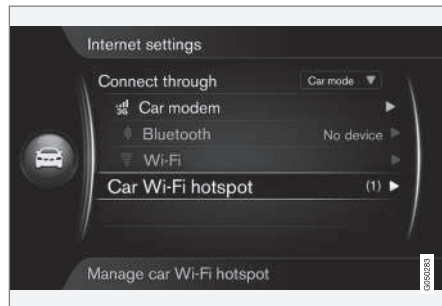 Internet settings
Connect through Car mode
3G Car modem
Bluetooth No device
Wi-Fi
Car Wi-Fi hotspot (1)
Manage car Wi-Fi hotspot
G050283